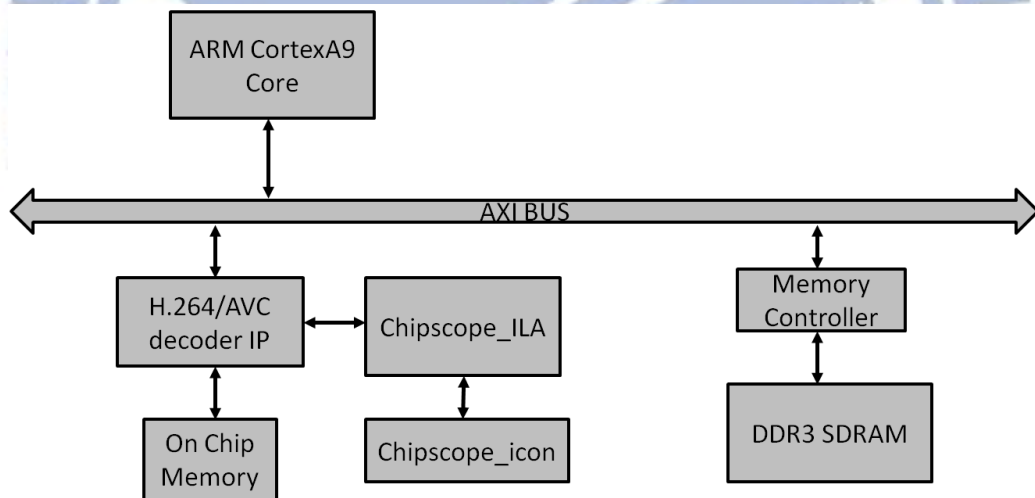 ARM CortexA9
Core
AXI BUS
H.264/AVC
decoder IP
Chipscope_ILA
Memory
Controller
On Chip
Memory
Chipscope_icon
DDR3 SDRAM